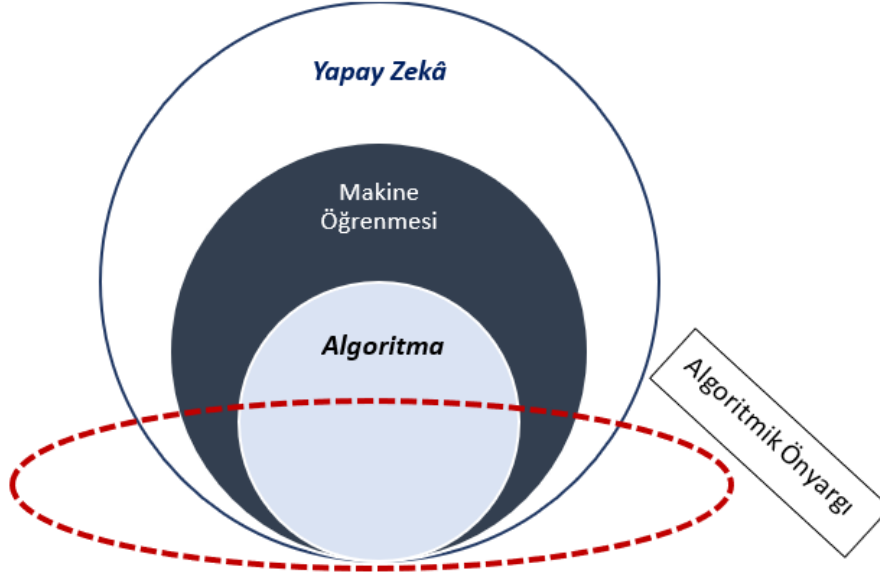 Yapay Zekâ
Makine
Öğrenmesi
Algoritma
Algoritmik Önyargı